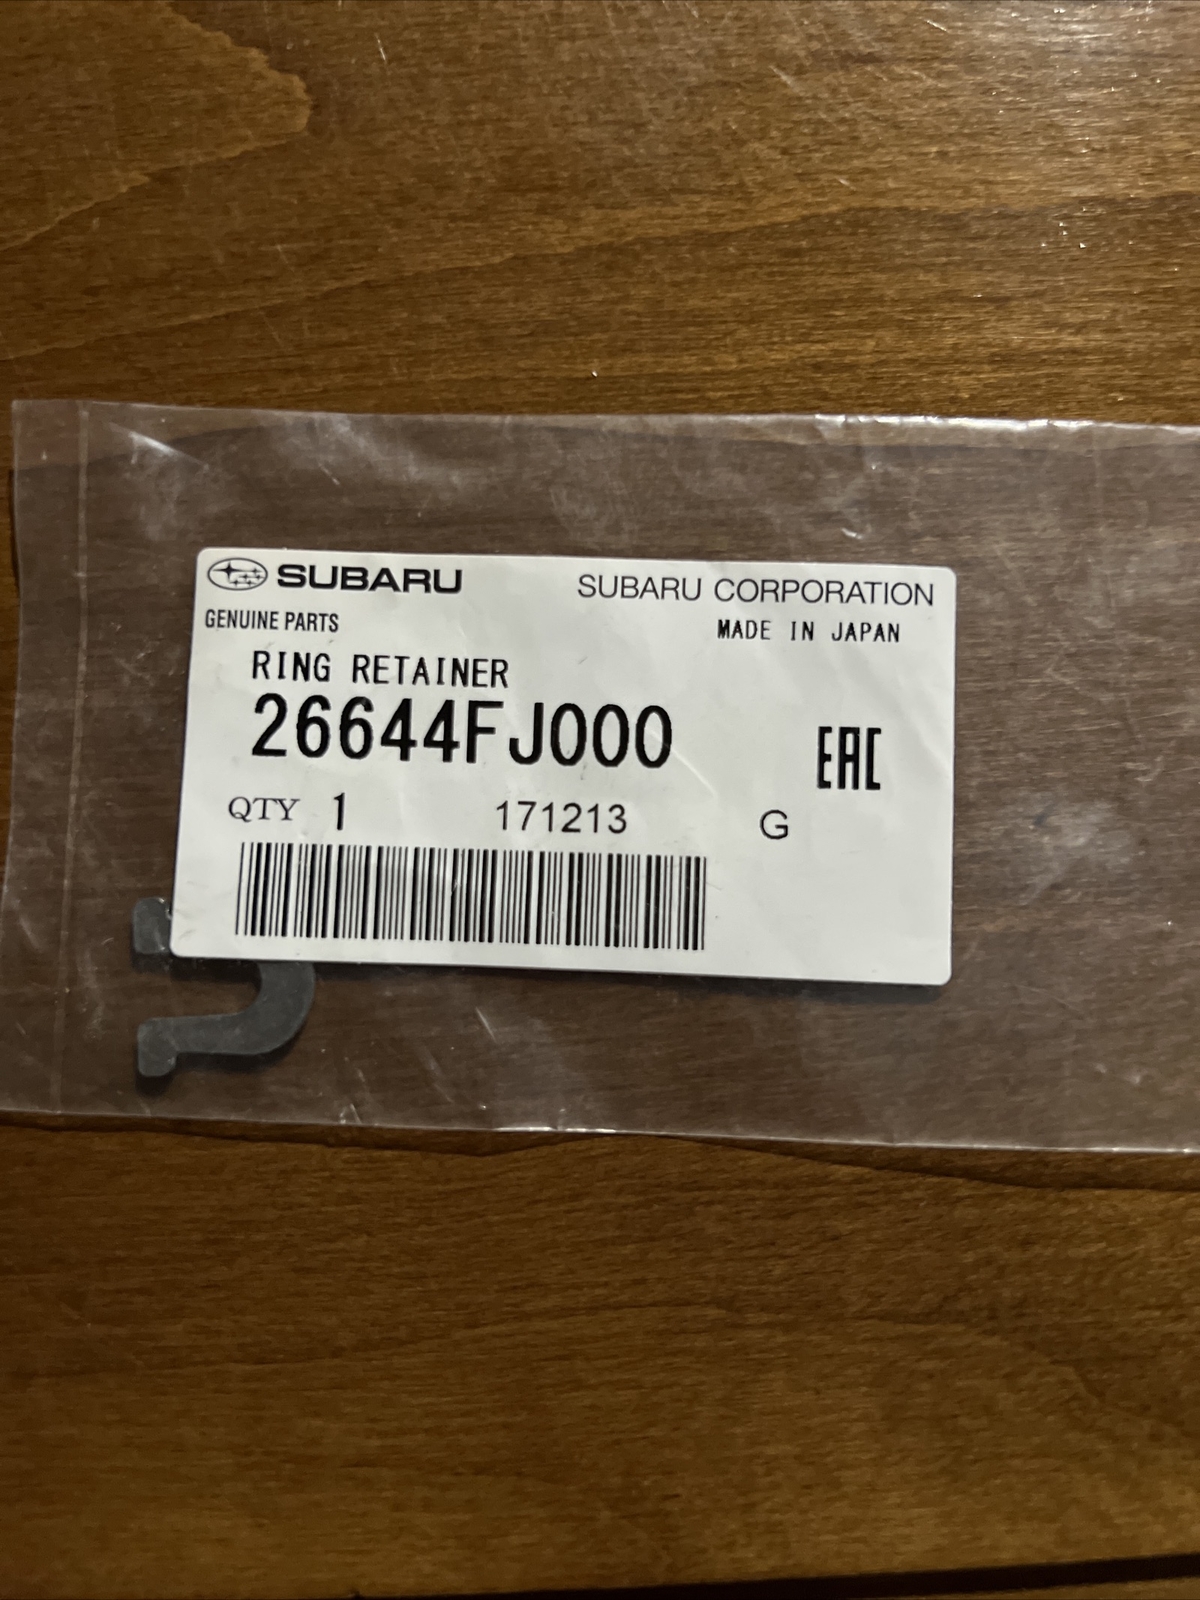 SUBARU SUBARU CORPORATION
GENUINE PARTS MADE IN JAPAN
RING RETAINER
26644FJ000
EAC
QTY 1 171213 G